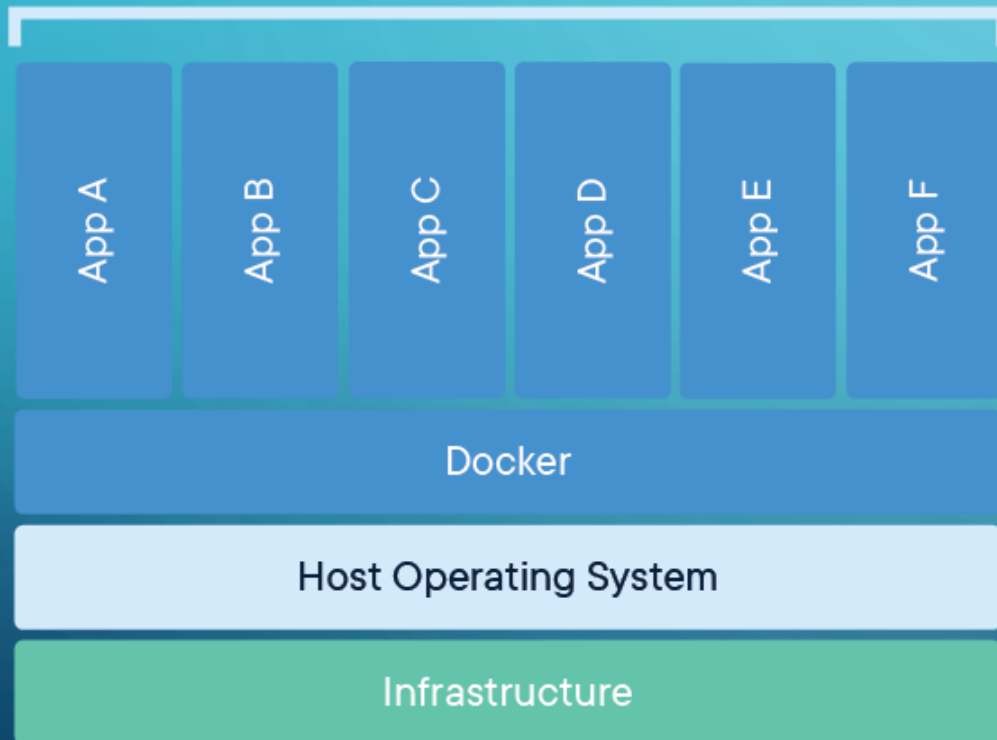 App A
App B
App C
App D
App E
App F
Docker
Host Operating System
Infrastructure